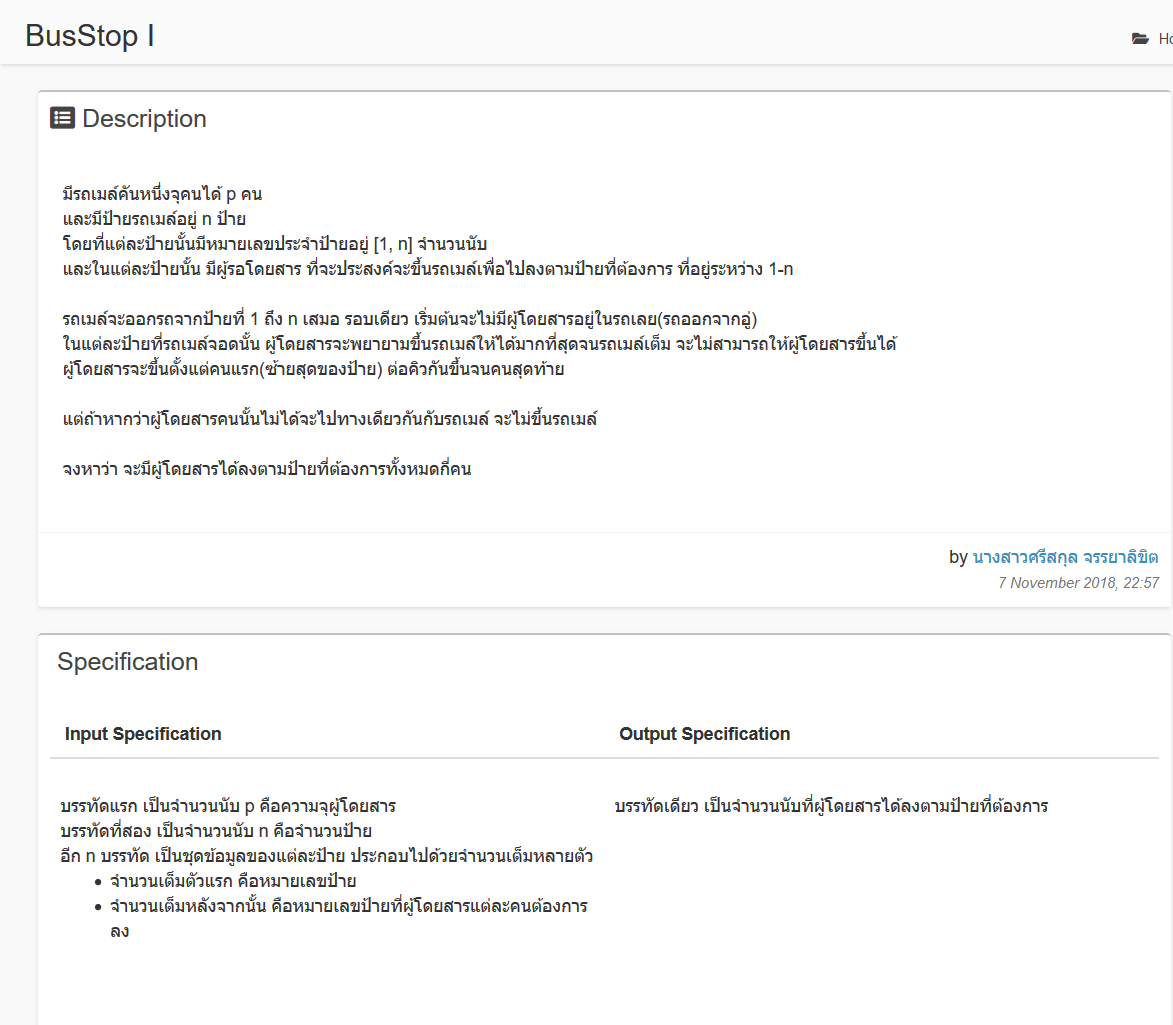 BusStop I
Description
มีรถเมล์คันหนึ่งจุคนได้ p คน
และมีป้ายรถเมล์อยู่ n ป้าย
โดยที่แต่ละป้ายนั้นมีหมายเลขประจำป้ายอยู่ [1, n] จำนวนนับ
และในแต่ละป้ายนั้น มีผู้รอโดยสาร ที่จะประสงค์จะขึ้นรถเมล์เพื่อไปลงตามป้ายที่ต้องการ ที่อยู่ระหว่าง 1-n
รถเมล์จะออกรถจากป้ายที่ 1 ถึง n เสมอ รอบเดียว เริ่มต้นจะไม่มีผู้โดยสารอยู่ในรถเลย(รถออกจากอู่)
ในแต่ละป้ายที่รถเมล์จอดนั้น ผู้โดยสารจะพยายามขึ้นรถเมล์ให้ได้มากที่สุดจนรถเมล์เต็ม จะไม่สามารถให้ผู้โดยสารขึ้นได้
ผู้โดยสารจะขึ้นตั้งแต่คนแรก(ซ้ายสุดของป้าย) ต่อคิวกันขึ้นจนคนสุดท้าย
แต่ถ้าหากว่าผู้โดยสารคนนั้นไม่ได้จะไปทางเดียวกันกับรถเมล์ จะไม่ขึ้นรถเมล์
จงหาว่า จะมีผู้โดยสารได้ลงตามป้ายที่ต้องการทั้งหมดกี่คน
by นางสาวศรีสกุล จรรยาลิขิต
7 November 2018, 22:57
Specification
Input Specification
Output Specification
บรรทัดแรก เป็นจำนวนนับ p คือความจุผู้โดยสาร
บรรทัดที่สอง เป็นจำนวนนับ n คือจำนวนป้าย
อีก n บรรทัด เป็นชุดข้อมูลของแต่ละป้าย ประกอบไปด้วยจำนวนเต็มหลายตัว
• จำนวนเต็มตัวแรก คือหมายเลขป้าย
• จำนวนเต็มหลังจากนั้น คือหมายเลขป้ายที่ผู้โดยสารแต่ละคนต้องการ
ลง
บรรทัดเดียว เป็นจำนวนนับที่ผู้โดยสารได้ลงตามป้ายที่ต้องการ